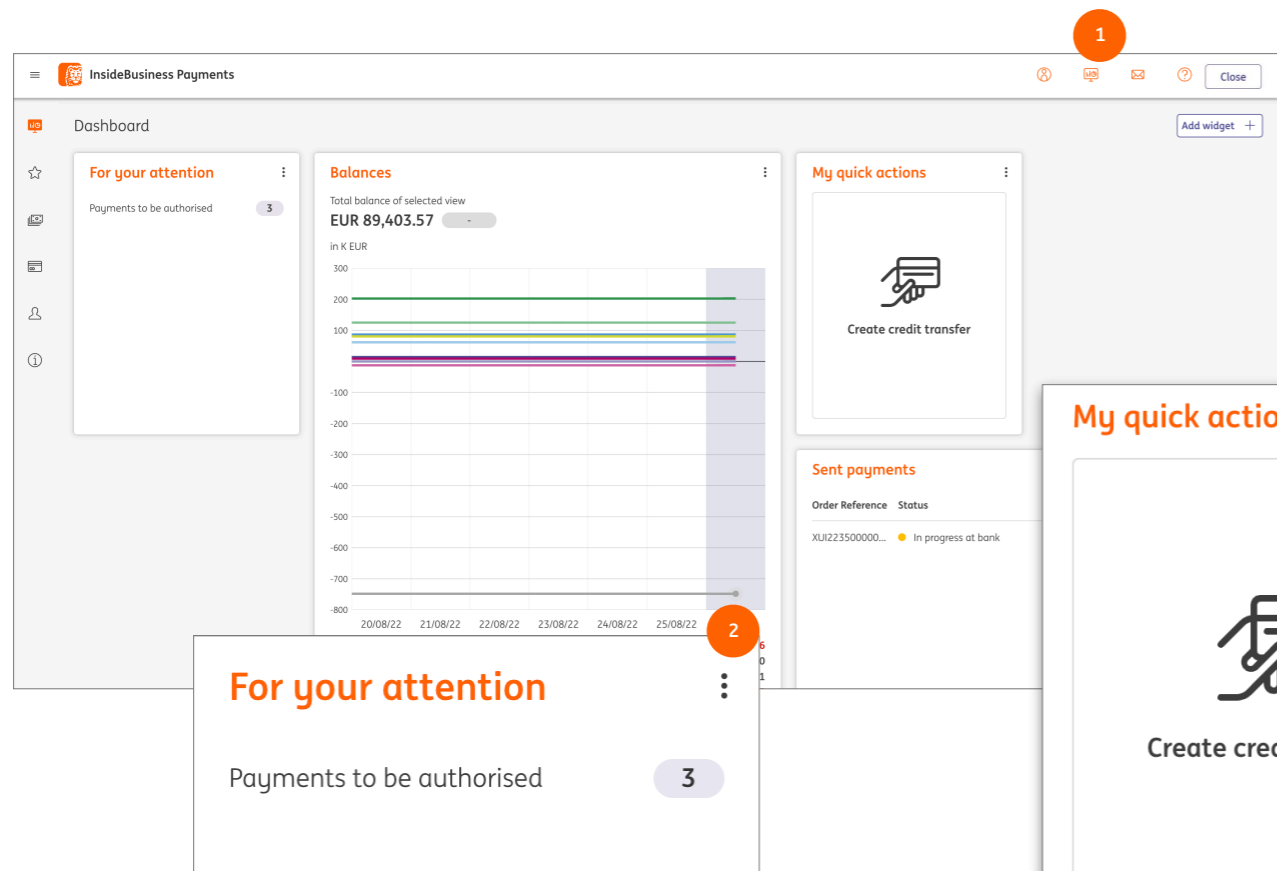 1
InsideBusiness Payments
Close
Dashboard
Add widget
For your attention
Payments to be authorised 3
Balances
Total balance of selected view
EUR 89,403.57 -
in K EUR
300
200
100
-100
-200
-300
-400
-500
-600
-700
-800
20/08/22 21/08/22 22/08/22 23/08/22 24/08/22 25/08/22
6
0
1
My quick actions
Create credit transfer
Sent payments
Order Reference Status
XUI223500000... In progress at bank
2
For your attention
Payments to be authorised 3
My quick actio
Create cre